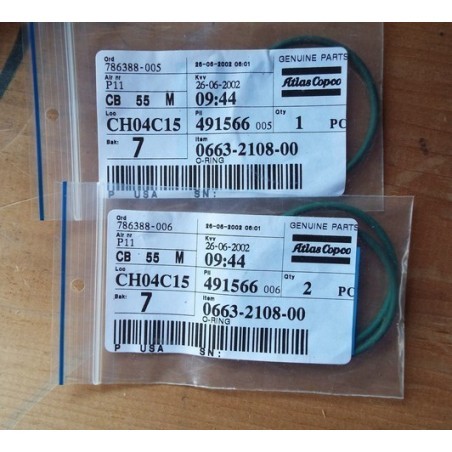 Ord
786388-005
26-06-2002 06:01
GENUINE PARTS
Air nr
P11
Kvv
26-06-2002
Atlas Copco
CB 55 M
09:44
Loc
CH04C15
Pll
491566 005
Qty
1 PC
Bak:
7
Item
0663-2108-00
O-RING
P USA SN:
Ord
786388-006
26-06-2002 06:01
GENUINE PARTS
Air nr
P11
Kvv
26-06-2002
Atlas Copco
CB 55 M
09:44
Loc
CH04C15
Pll
491566 006
Qty
2 PC
Bak:
7
Item
0663-2108-00
O-RING
P USA SN: